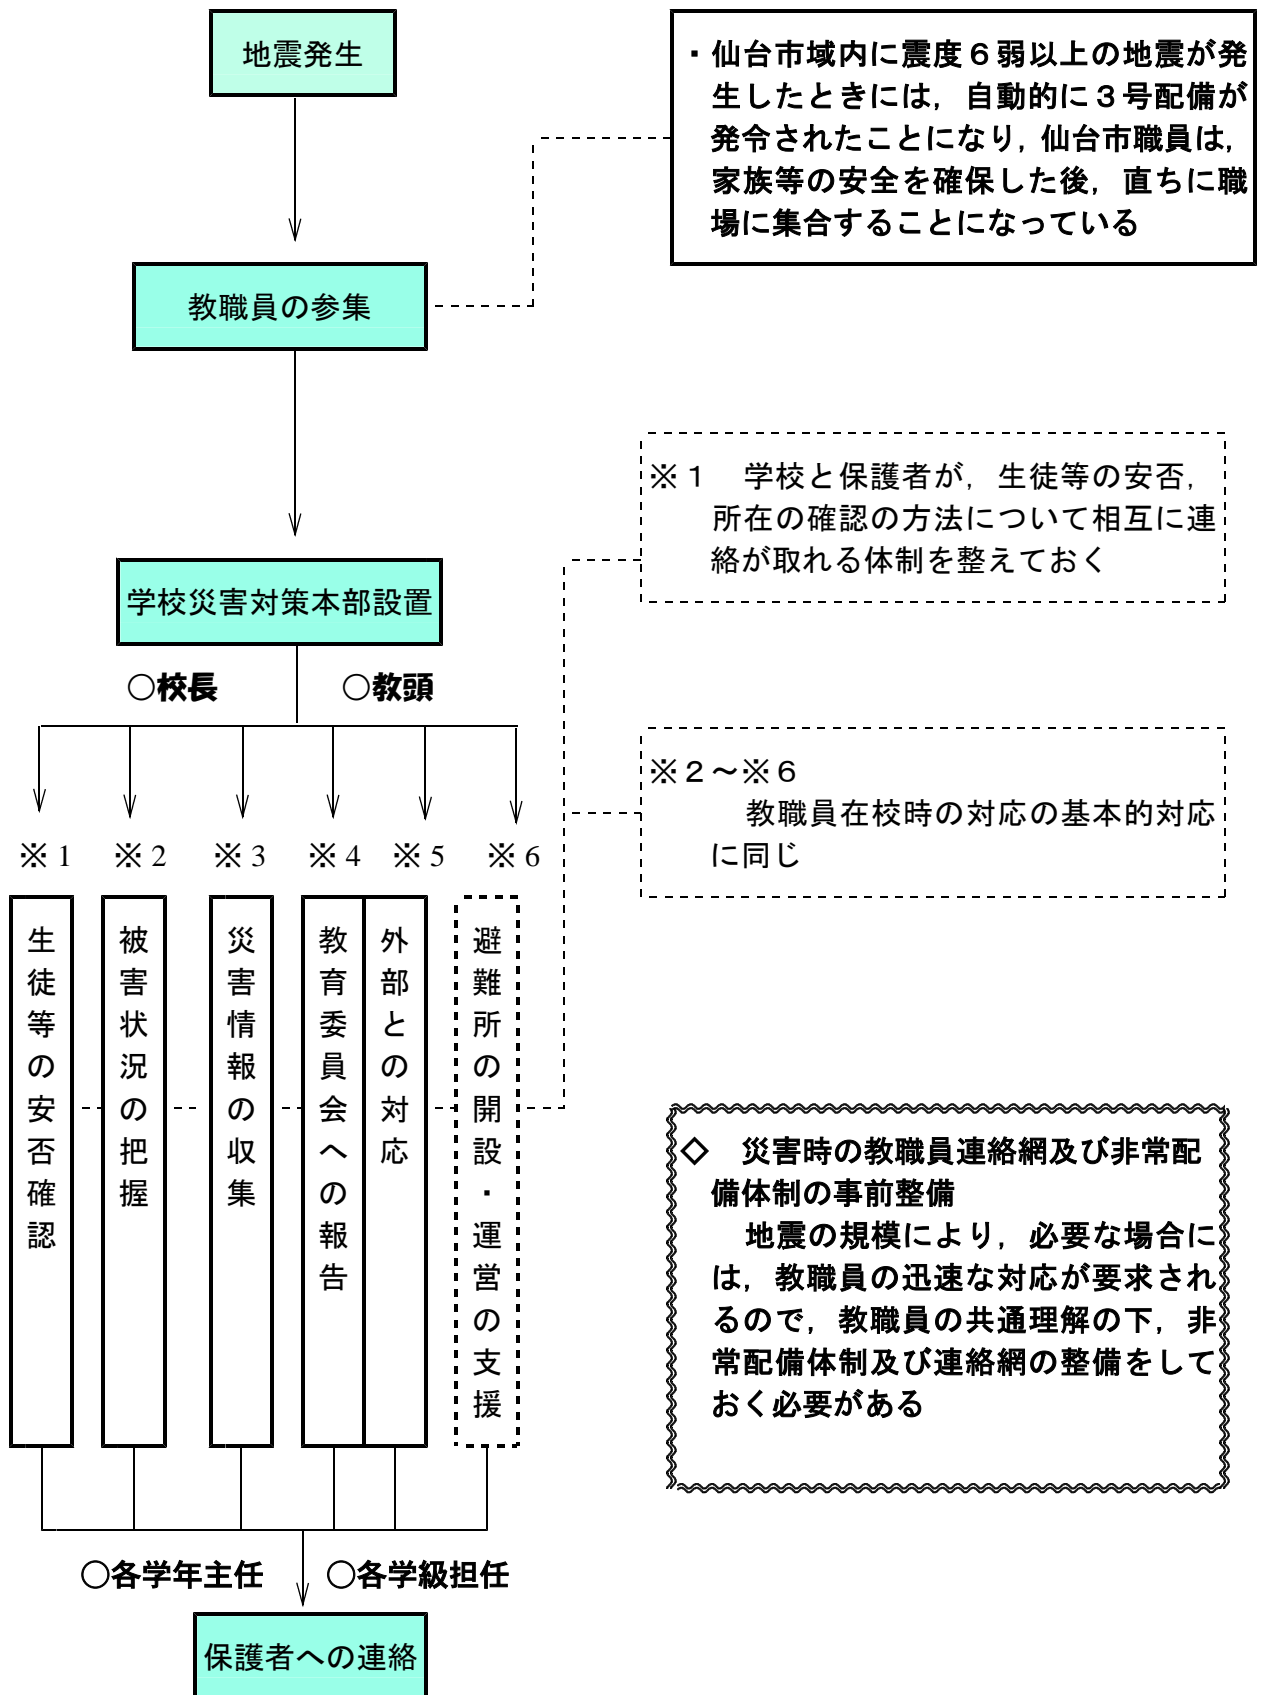 地震発生
・仙台市域内に震度６弱以上の地震が発
生したときには，自動的に３号配備が
発令されたことになり，仙台市職員は，
家族等の安全を確保した後，直ちに職
場に集合することになっている
教職員の参集
※１　学校と保護者が，生徒等の安否，
所在の確認の方法について相互に連
絡が取れる体制を整えておく
学校災害対策本部設置
○校長　○教頭
※２～※６
教職員在校時の対応の基本的対応
に同じ
※1 ※2 ※3 ※4 ※5 ※6
生徒等の安否確認
被害状況の把握
災害情報の収集
教育委員会への報告
外部との対応
避難所の開設・運営の支援
◇　災害時の教職員連絡網及び非常配
備体制の事前整備
地震の規模により，必要な場合に
は，教職員の迅速な対応が要求され
るので，教職員の共通理解の下，非
常配備体制及び連絡網の整備をして
おく必要がある
○各学年主任　○各学級担任
保護者への連絡